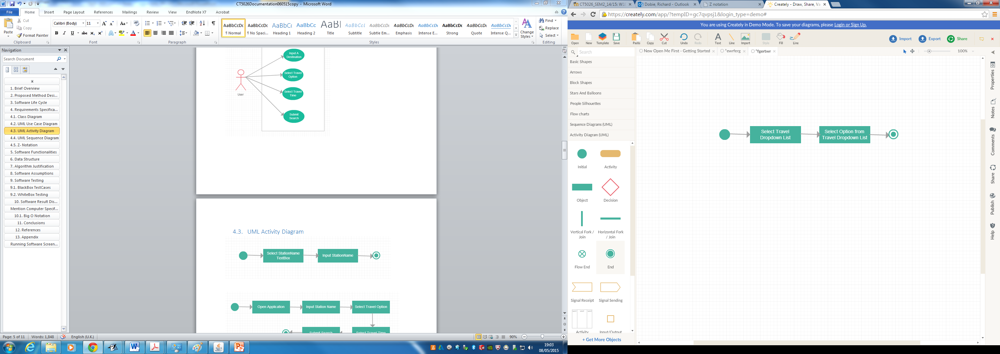 CT5026Documentation060515copy - Microsoft Word
File Home Insert Page Layout References Mailings Review View EndNote X7 Acrobat
Paste
Cut
Copy
Format Painter
Clipboard
Calibri (Body) 11
Font
Paragraph
AaBbCcDc AaBbCcDc AaBbCc AaBbCc AaBl AaBbCcL AaBbCcDc AaBbCcDc AaBbCcDc AaBbCcDc AaBbCcDc AaBbCcDc
¶ Normal ¶ No Spaci... Heading 1 Heading 2 Title Subtitle Subtle Em... Emphasis Intense E... Strong Quote Intense Q...
Styles
Change
Styles
Find
Replace
Select
Editing
Navigation
Search Document
1. Brief Overview
2. Proposed Method Desi...
3. Software Life Cycle
4. Requirements Specifica...
4.1. Class Diagram
4.2. UML Use Case Diagram
4.3. UML Activity Diagram
4.4. UML Sequence Diagram
4.5. Z- Notation
5. Software Functionalities
6. Data Structure
7. Algorithm Justification
8. Software Assumptions
9. Software Testing
9.1. BlackBox TestCases
9.2. WhiteBox Testing
10. Software Result Dis...
Mention Computer Specif...
10.1. Big O Notation
11. Conclusions
12. References
13. Appendix
Running Software Screen...
Input A
Destination
Select Travel
Option
Select Travel
Time
Submit
Search
User
4.3. UML Activity Diagram
Select StationName
TextBox
Input StationName
Open Application
Input Station Name
Select Travel Option
Submit Search
Select Travel Time
Page: 5 of 11 Words: 1,848 English (U.K.) 90%
19:03
08/05/2015
CT5026_SEM2_14/15: W10
Dobie, Richard - Outlook
Z notation
Creately - Draw, Share, Va
https://creately.com/app/?tempID=gc7qvpsj1&login_type=demo#
You are using Creately in Demo Mode. To save your diagrams, please Login or Sign Up.
Open New Template Save Paste Copy Cut Undo Redo Text Line Import Style Fill Line
Import Export Share
Search
New Open Me First - Getting Started
*ewrferg
*fgertwr
100%
Basic Shapes
Arrows
Block Shapes
Stars And Balloons
People Silhouettes
Flow charts
Sequence Diagrams (UML)
Activity Diagram (UML)
Initial
Activity
Object
Decision
Vertical Fork /
Join
Horizontal Fork
/ Join
Flow End
End
Signal Receipt
Signal Sending
Activity
Input/Output
+ Get More Objects
Select Travel
Dropdown List
Select Option from
Travel Dropdown List
Properties
Notes
Comments
Share
Publish
Help